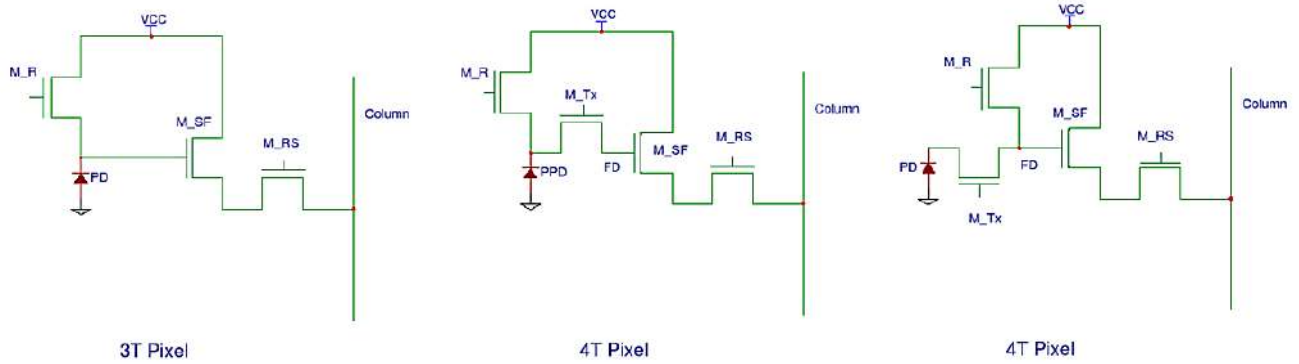 VCC
M_R
M_SF
Column
M_RS
PD
3T Pixel
VCC
M_R
M_Tx
Column
M_RS
M_SF
PPD
FD
4T Pixel
VCC
M_R
M_SF
Column
M_RS
PD
FD
M_Tx
4T Pixel